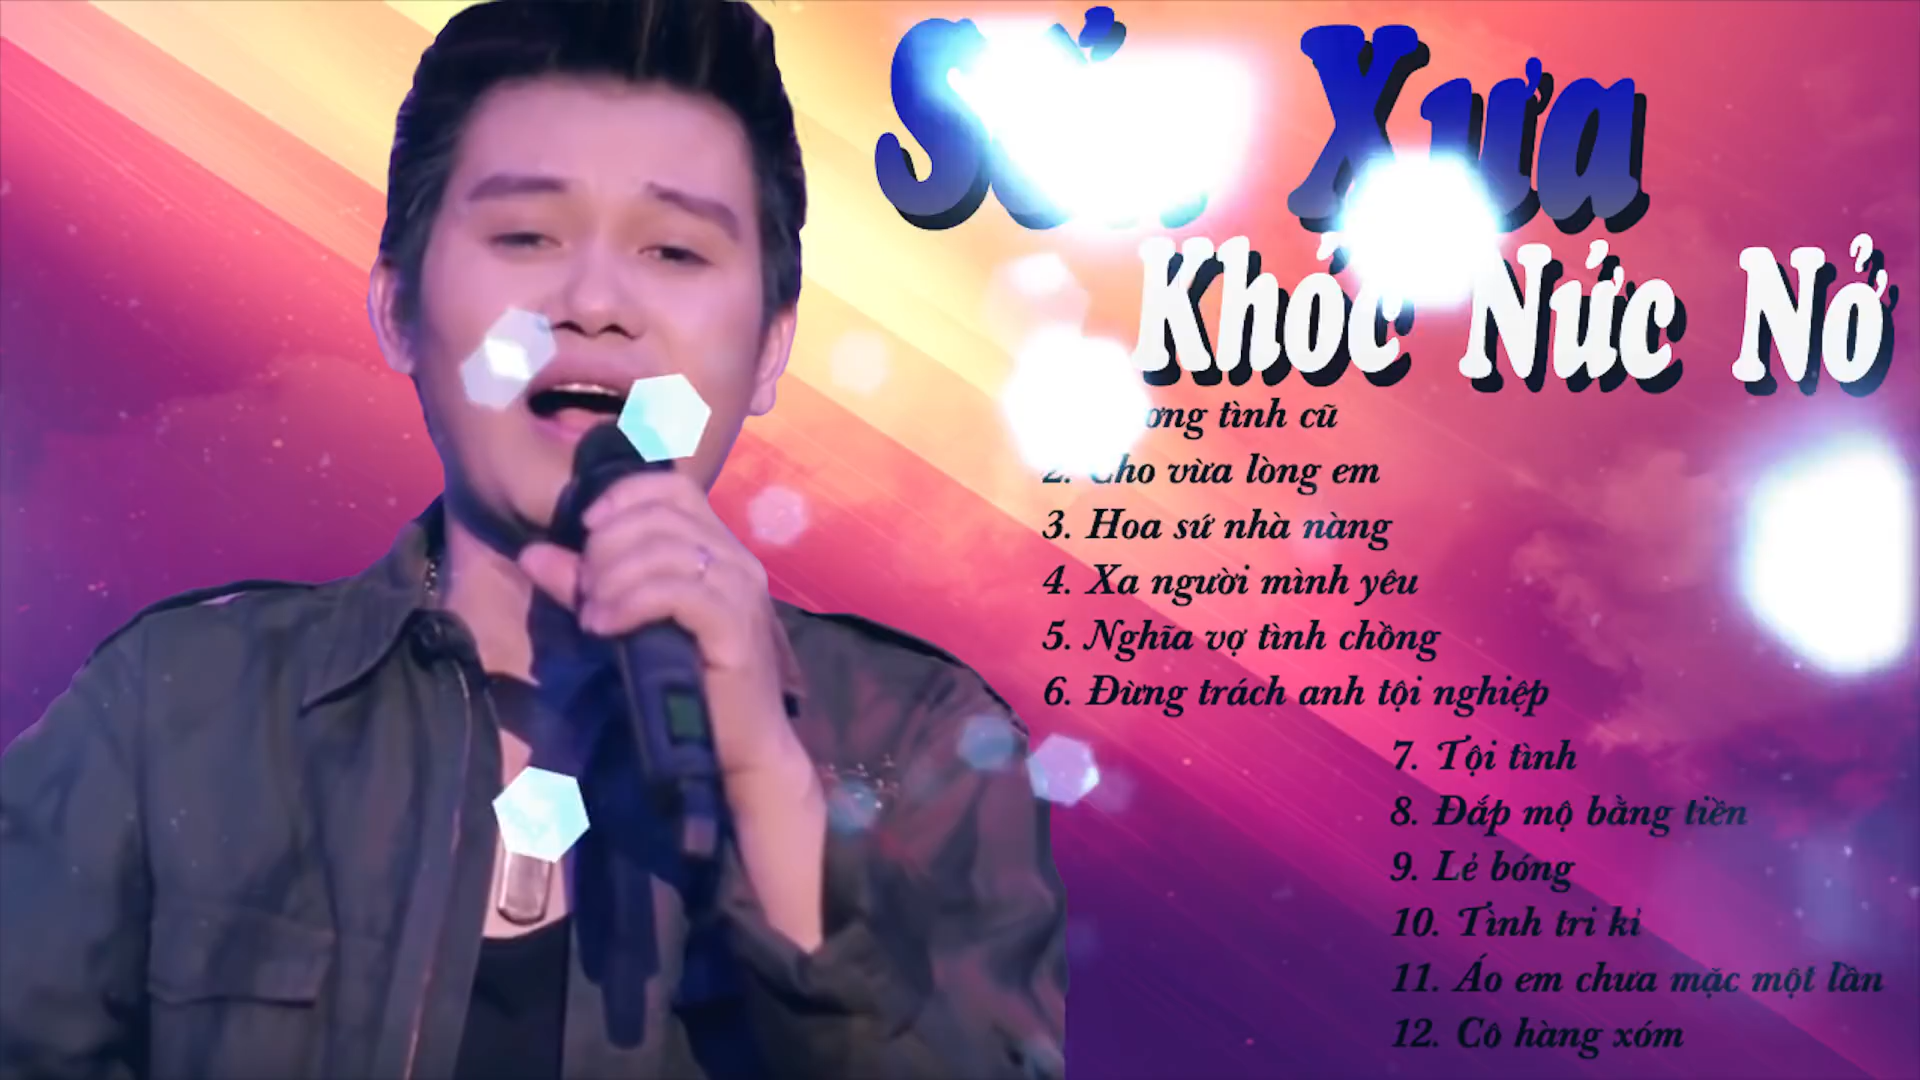 Xưa
Khóc Nức Nở
tình cũ
2. Cho vừa lòng em
3. Hoa sứ nhà nàng
4. Xa người mình yêu
5. Nghĩa vợ tình chồng
6. Đừng trách anh tội nghiệp
7. Tội tình
8. Đắp mộ bằng tiền
9. Lẻ bóng
10. Tình tri kỉ
11. Áo em chưa mặc một lần
12. Cô hàng xóm